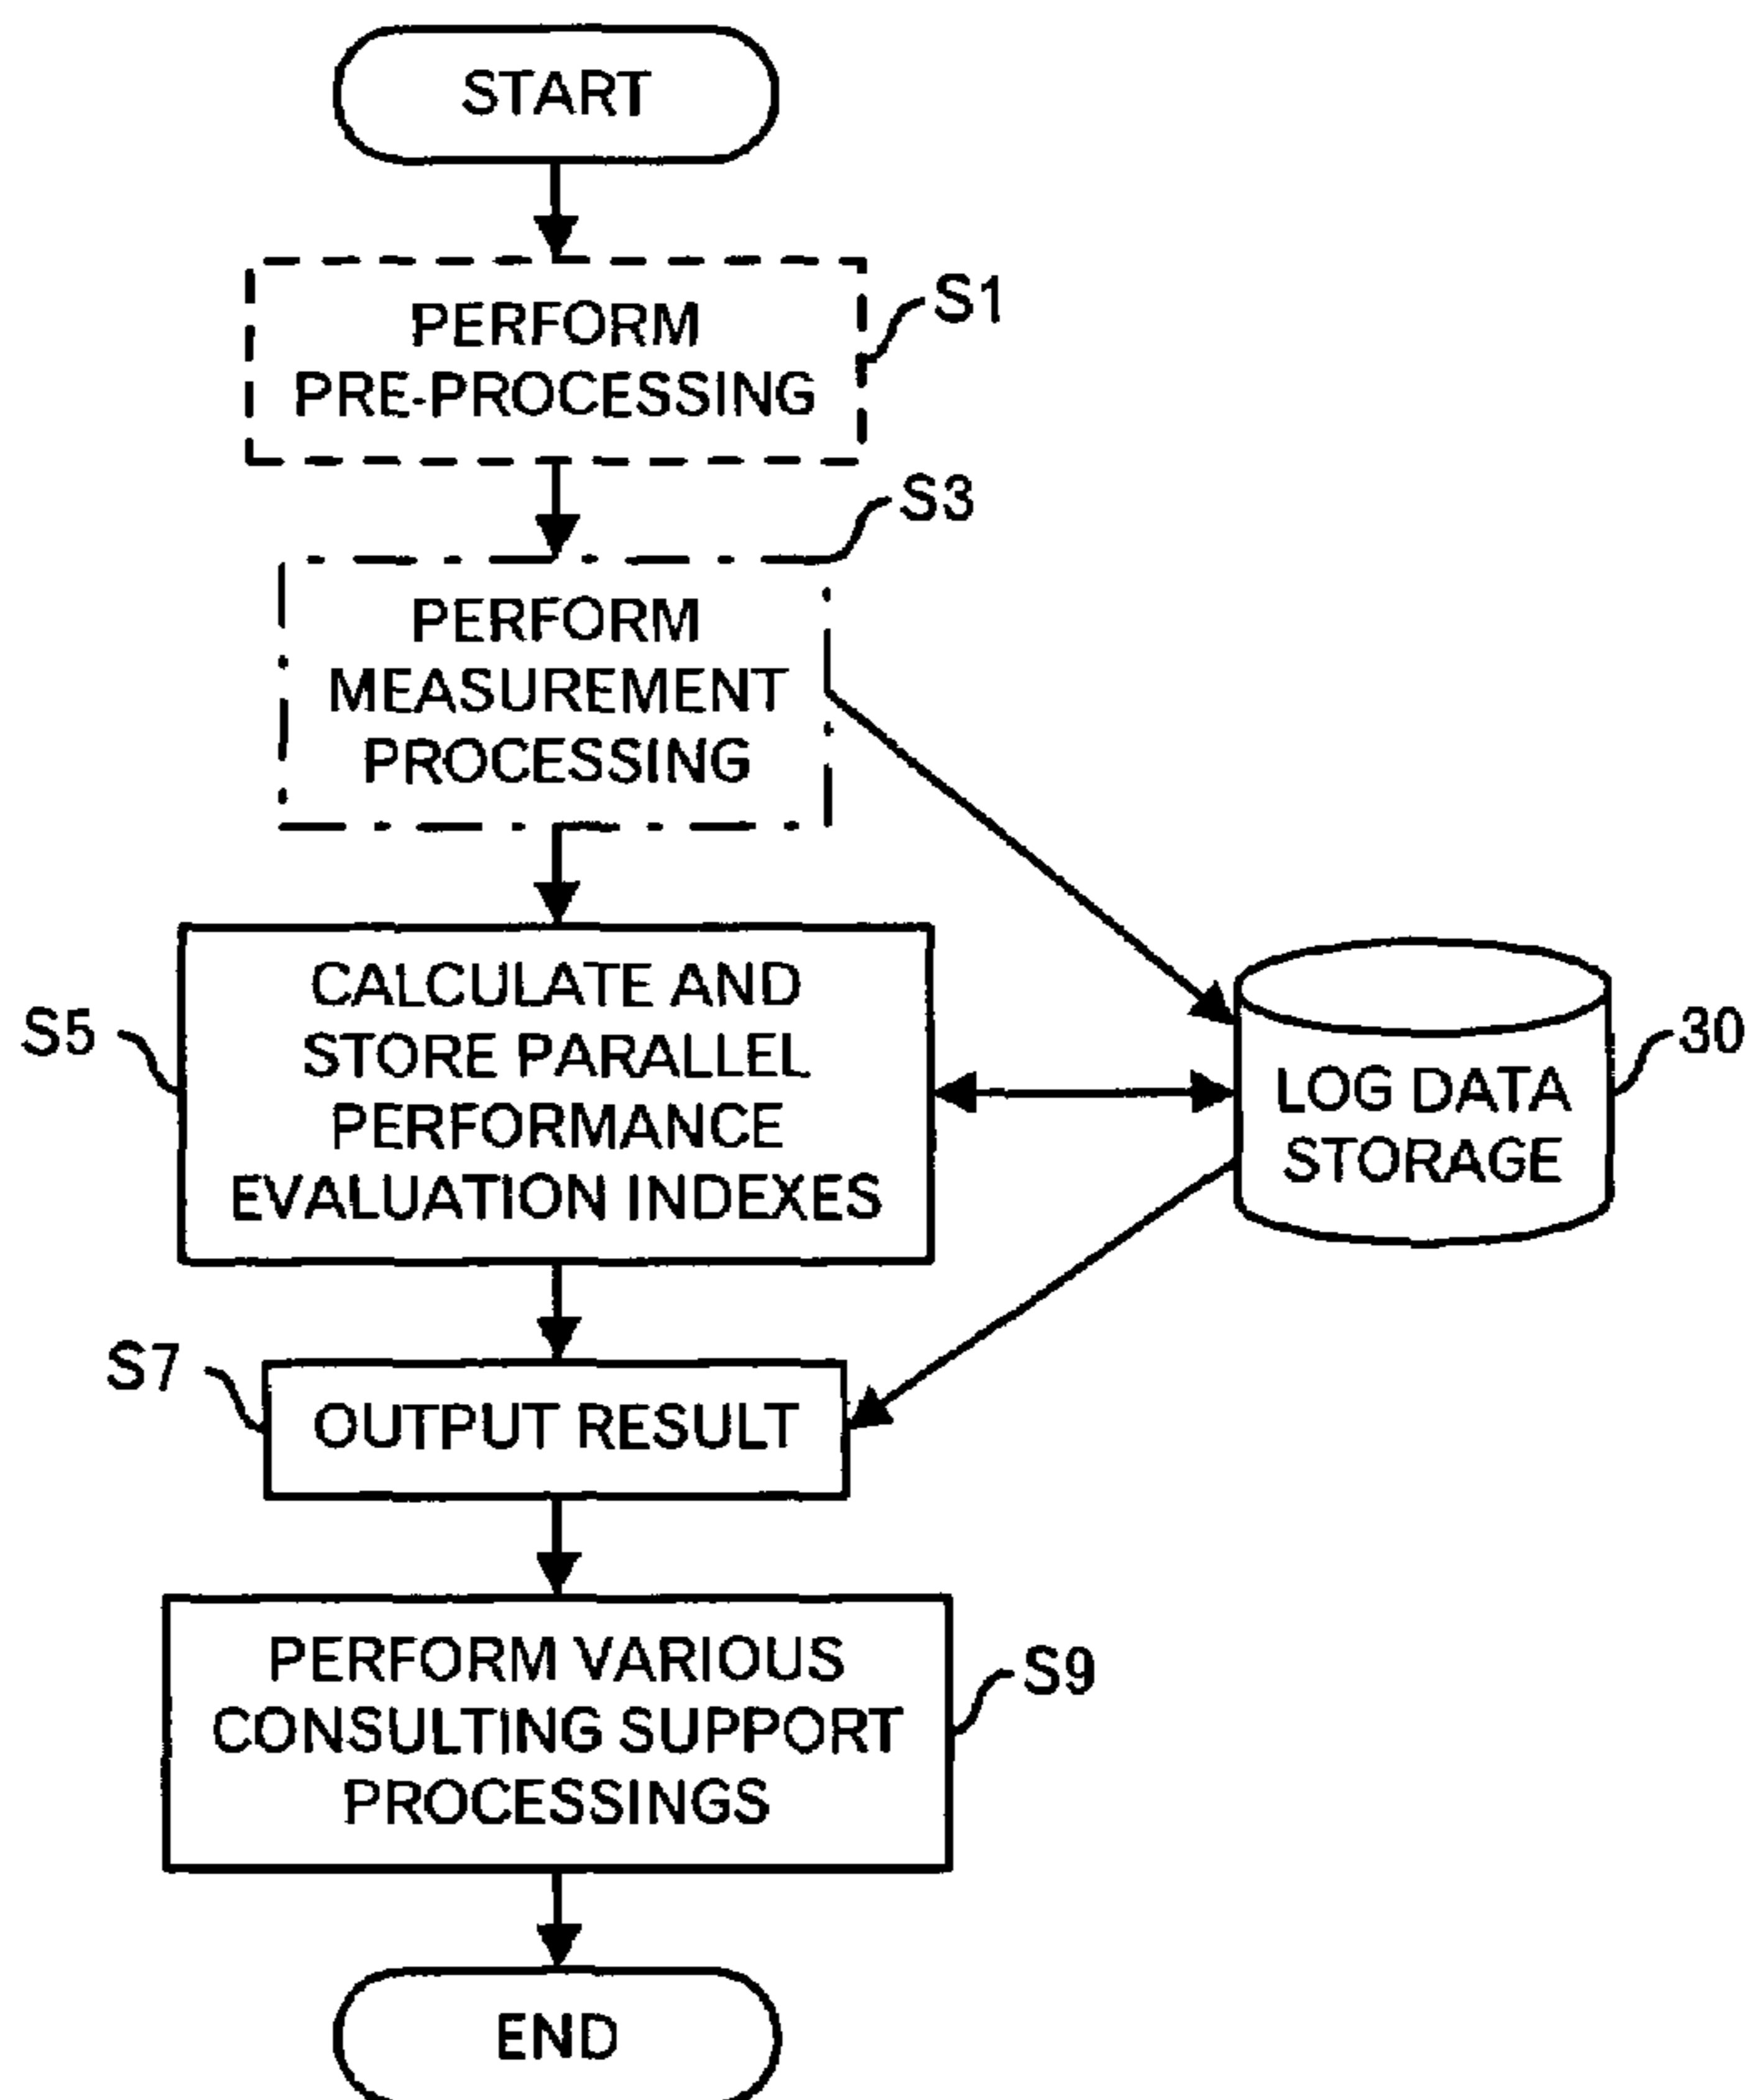 START
PERFORM
PRE-PROCESSING
S1
S3
PERFORM
MEASUREMENT
PROCESSING
S5
CALCULATE AND
STORE PARALLEL
PERFORMANCE
EVALUATION INDEXES
30
LOG DATA
STORAGE
S7
OUTPUT RESULT
PERFORM VARIOUS
CONSULTING SUPPORT
PROCESSINGS
S9
END